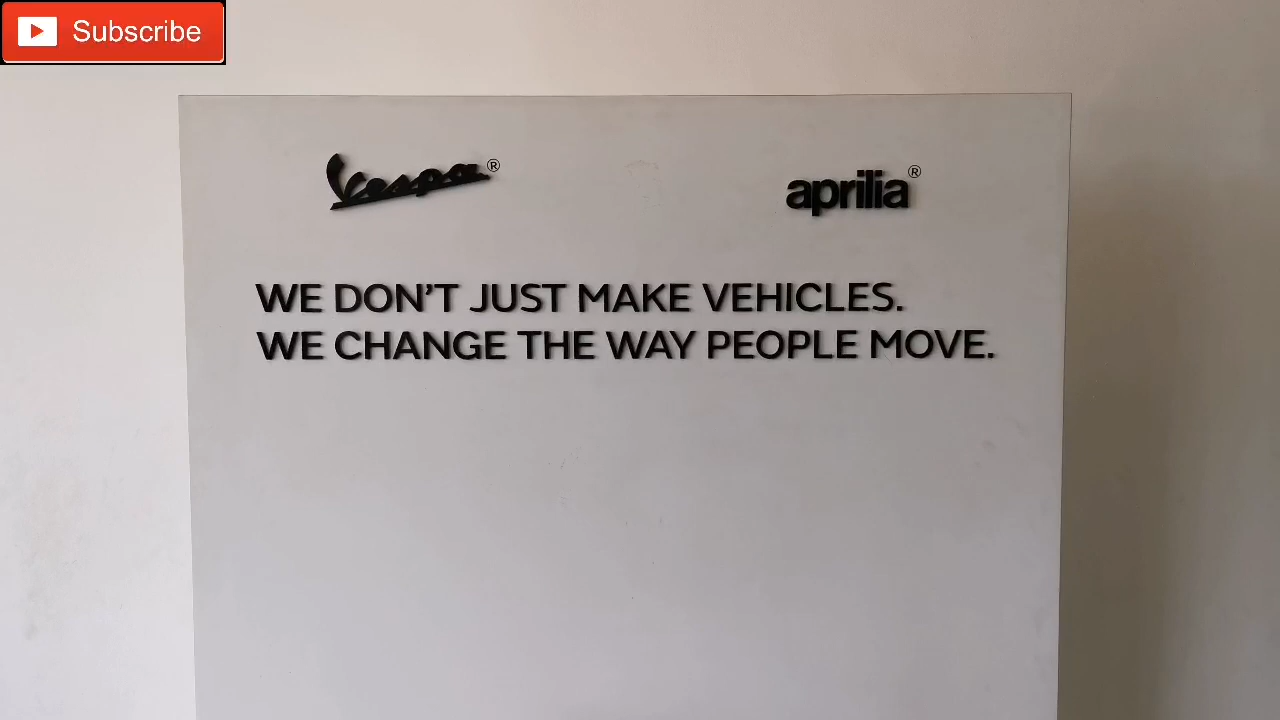 Subscribe
Vespa®
aprilia®
WE DON'T JUST MAKE VEHICLES.
WE CHANGE THE WAY PEOPLE MOVE.